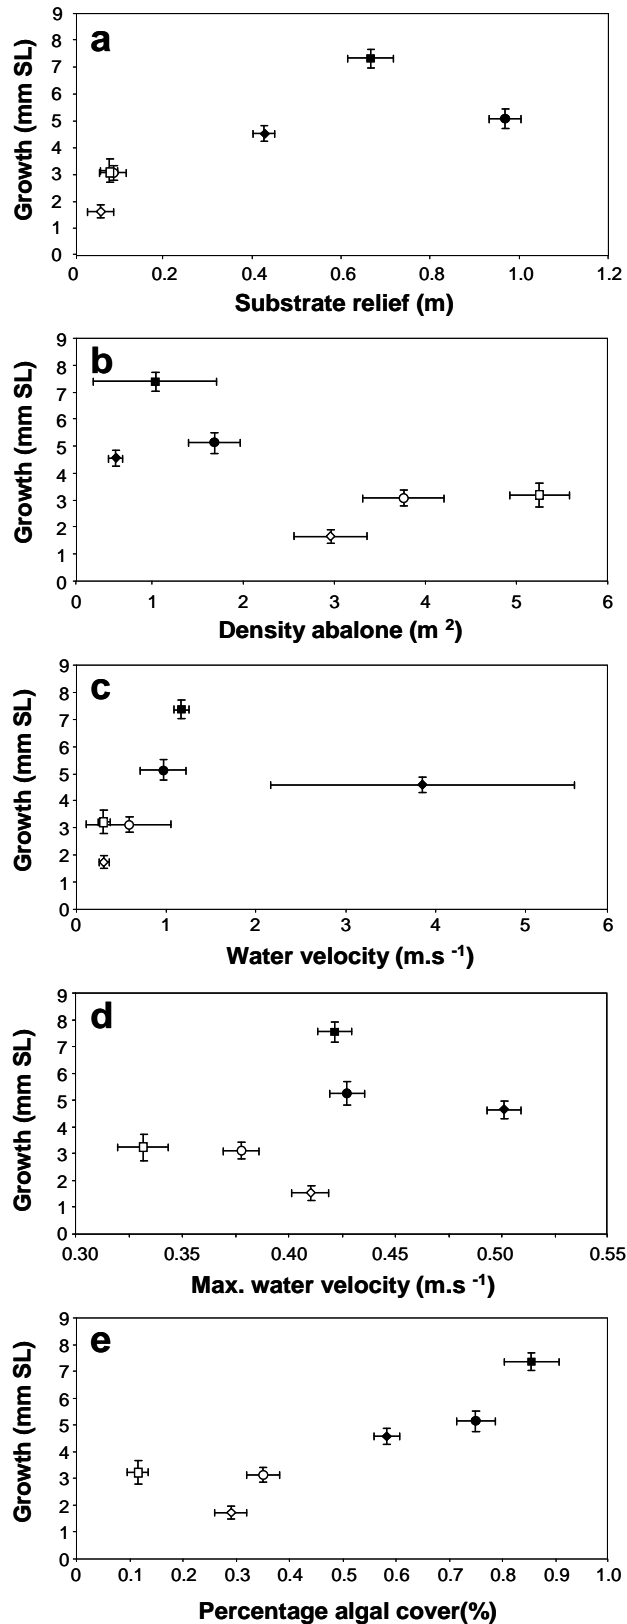 a
Growth (mm SL)
9
8
7
6
5
4
3
2
1
0
0 0.2 0.4 0.6 0.8 1.0 1.2
Substrate relief (m)
b
Growth (mm SL)
9
8
7
6
5
4
3
2
1
0
0 1 2 3 4 5 6
Density abalone (m 2)
c
Growth (mm SL)
9
8
7
6
5
4
3
2
1
0
0 1 2 3 4 5 6
Water velocity (m.s -1)
d
Growth (mm SL)
9
8
7
6
5
4
3
2
1
0
0.30 0.35 0.40 0.45 0.50 0.55
Max. water velocity (m.s -1)
e
Growth (mm SL)
9
8
7
6
5
4
3
2
1
0
0 0.1 0.2 0.3 0.4 0.5 0.6 0.7 0.8 0.9 1.0
Percentage algal cover(%)